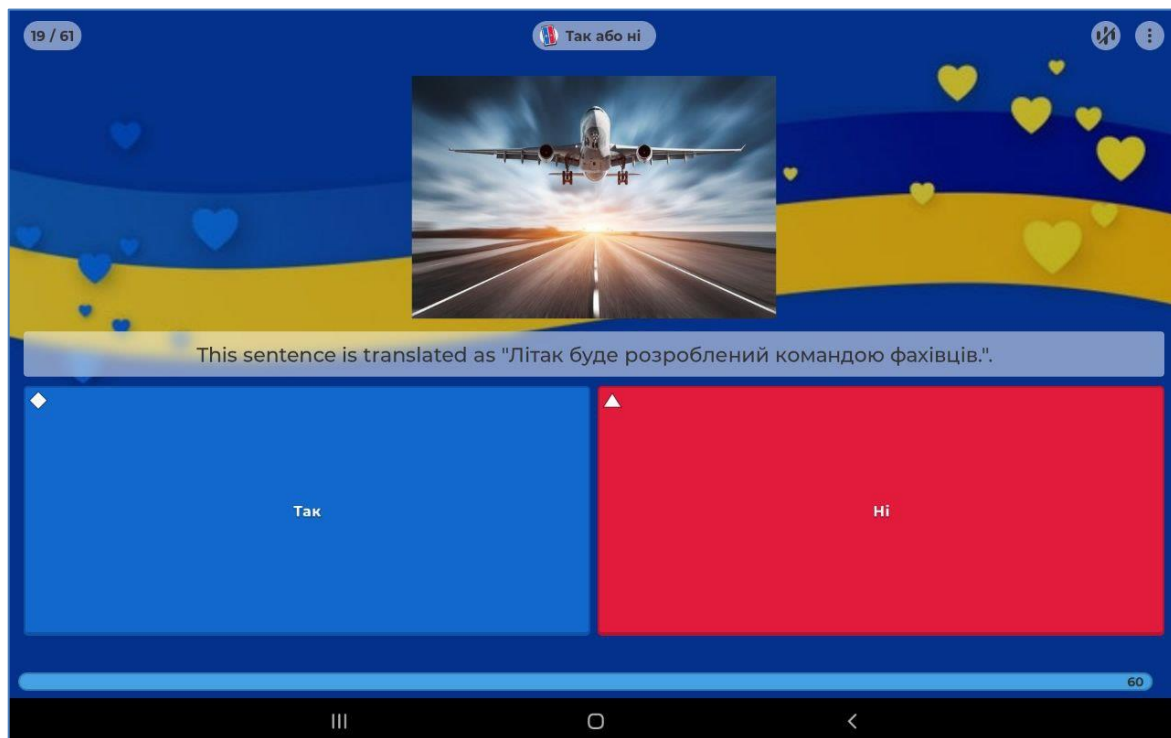 19 / 61
Так або ні
This sentence is translated as "Літак буде розроблений командою фахівців.".
Так
Ні
60